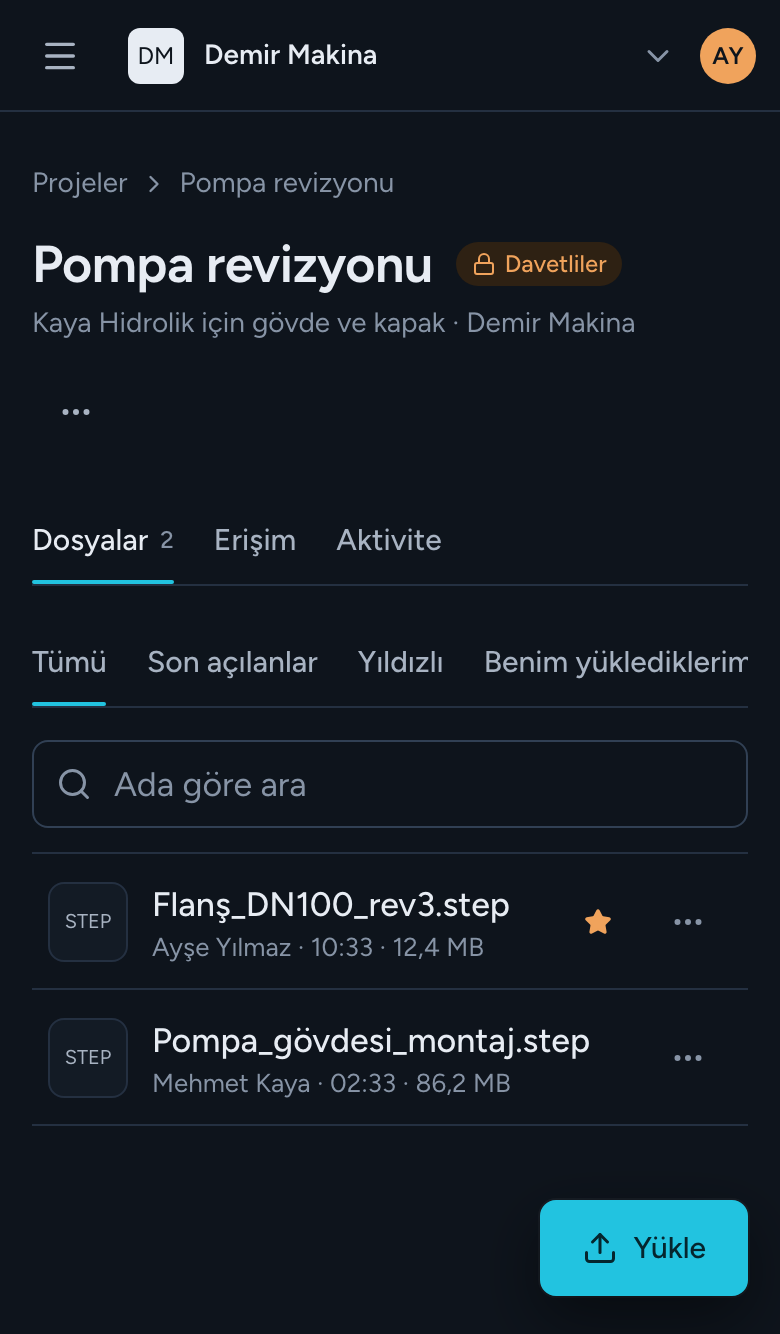 DM Demir Makina AY
Projeler > Pompa revizyonu
Pompa revizyonu Davetliler
Kaya Hidrolik için gövde ve kapak · Demir Makina
Dosyalar 2 Erişim Aktivite
Tümü Son açılanlar Yıldızlı Benim yüklediklerim
Ada göre ara
STEP Flanş_DN100_rev3.step
Ayşe Yılmaz · 10:33 · 12,4 MB
STEP Pompa_gövdesi_montaj.step
Mehmet Kaya · 02:33 · 86,2 MB
Yükle